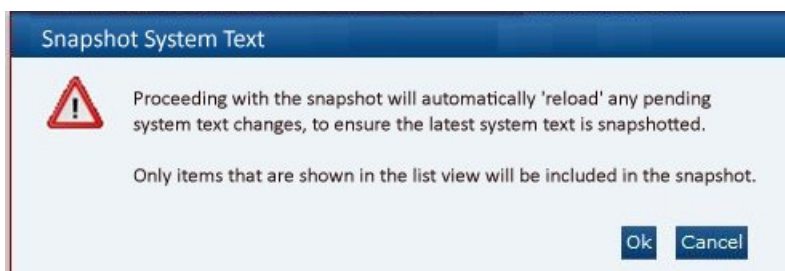 Snapshot System Text
Proceeding with the snapshot will automatically 'reload' any pending
system text changes, to ensure the latest system text is snapshotted.
Only items that are shown in the list view will be included in the snapshot.
Ok Cancel